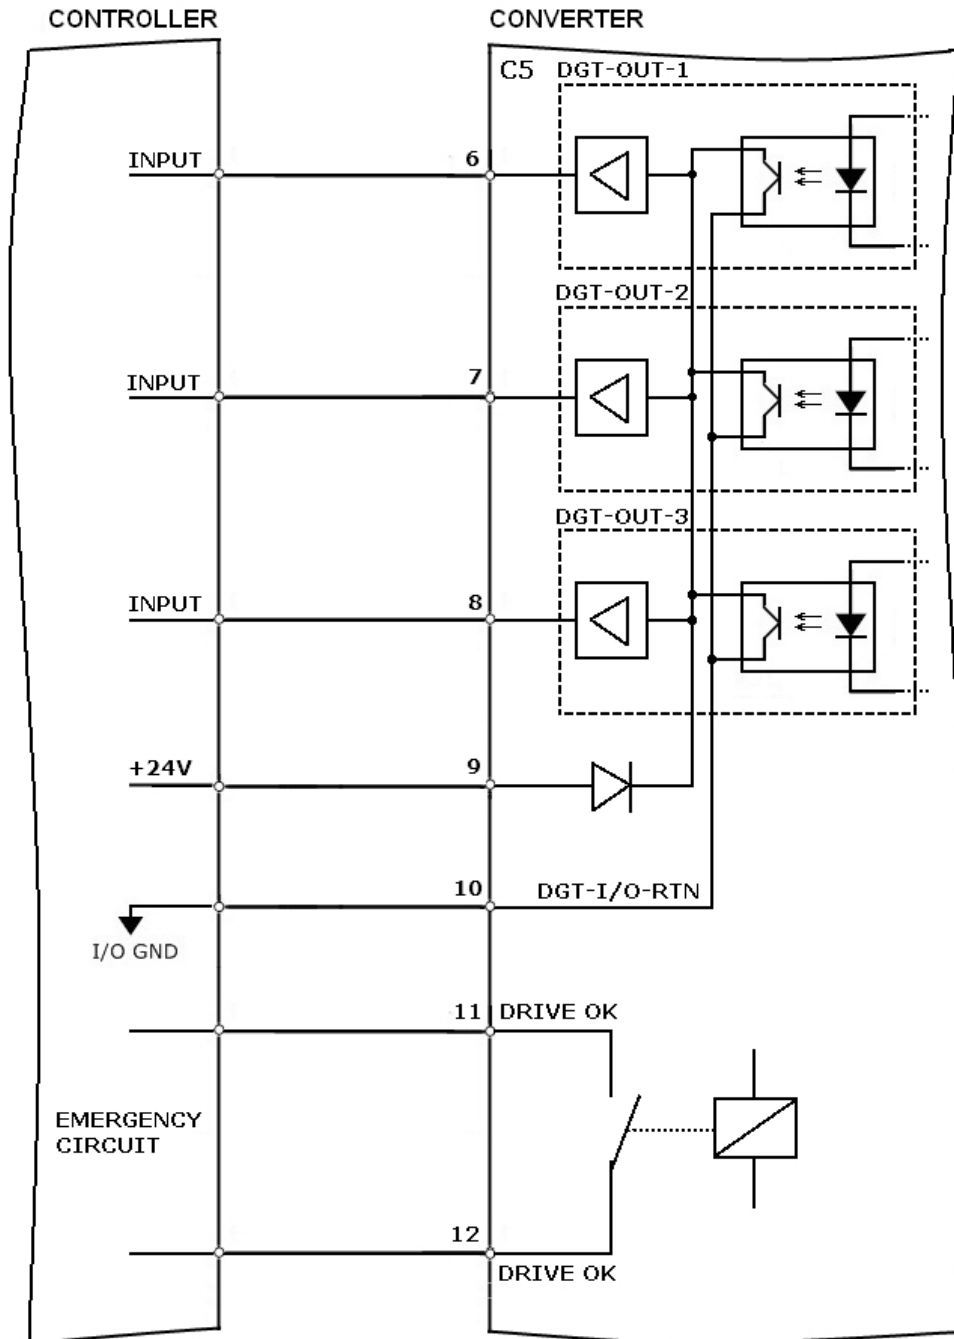 CONTROLLER
CONVERTER
C5
DGT-OUT-1
INPUT
6
DGT-OUT-2
INPUT
7
DGT-OUT-3
INPUT
8
+24V
9
10
DGT-I/O-RTN
I/O GND
11
DRIVE OK
EMERGENCY
CIRCUIT
12
DRIVE OK